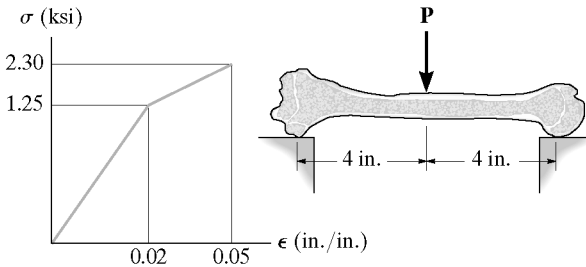 σ (ksi)
2.30
1.25
0.02
0.05
ϵ (in./in.)
P
4 in.
4 in.